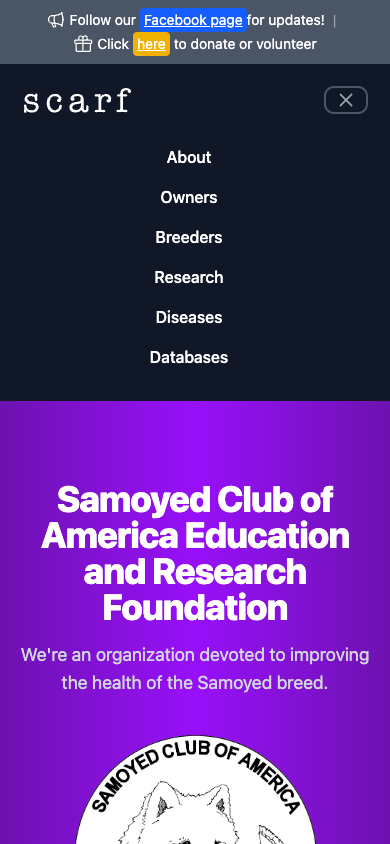 Follow our Facebook page for updates! |
Click here to donate or volunteer
scarf
About
Owners
Breeders
Research
Diseases
Databases
Samoyed Club of
America Education
and Research
Foundation
We're an organization devoted to improving
the health of the Samoyed breed.
SAMOYED CLUB OF AMERICA